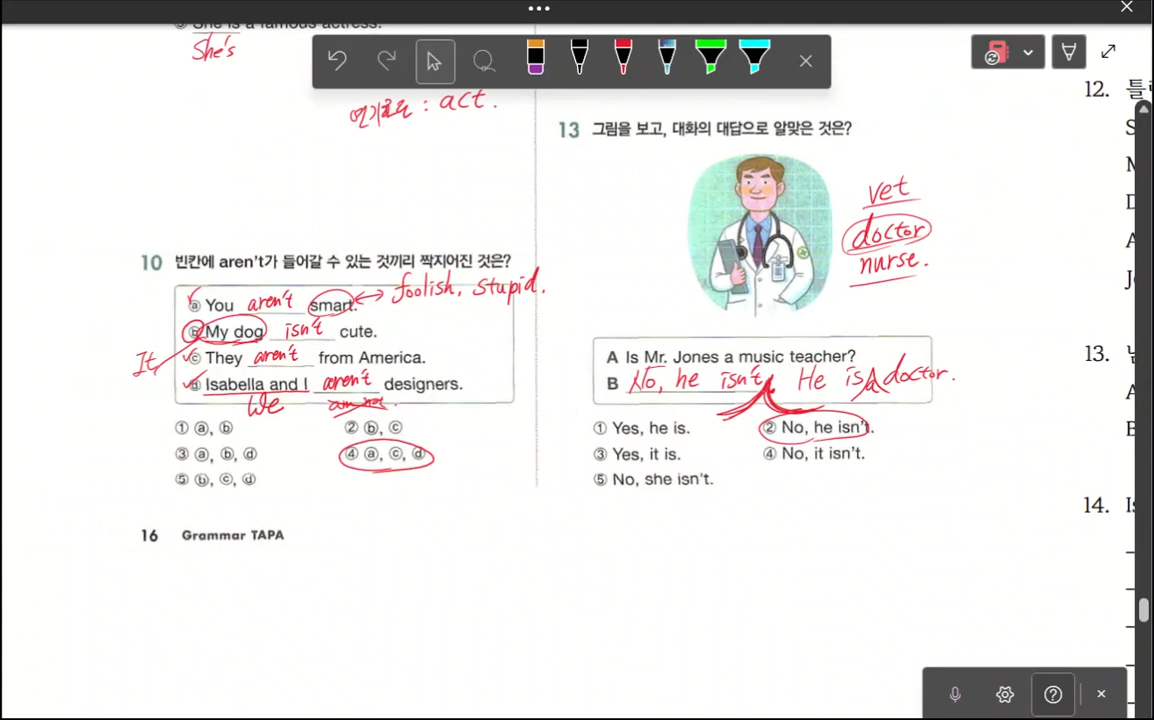 She is a famous actress.
She's
: act.
10 빈칸에 aren't가 들어갈 수 있는 것끼리 짝지어진 것은?
ⓐ You aren't smart. ↔ foolish, stupid.
ⓑ My dog isn't cute.
It,
ⓒ They aren't from America.
ⓓ Isabella and I aren't designers.
We am not
① ⓐ, ⓑ ② ⓑ, ⓒ
③ ⓐ, ⓑ, ⓓ ④ ⓐ, ⓒ, ⓓ
⑤ ⓑ, ⓒ, ⓓ
16 Grammar TAPA
13 그림을 보고, 대화의 대답으로 알맞은 것은?
vet
doctor
nurse.
A Is Mr. Jones a music teacher?
B No, he isn't. He is a doctor.
① Yes, he is. ② No, he isn't.
③ Yes, it is. ④ No, it isn't.
⑤ No, she isn't.
12.
S
D
A
13.
A
B
14.